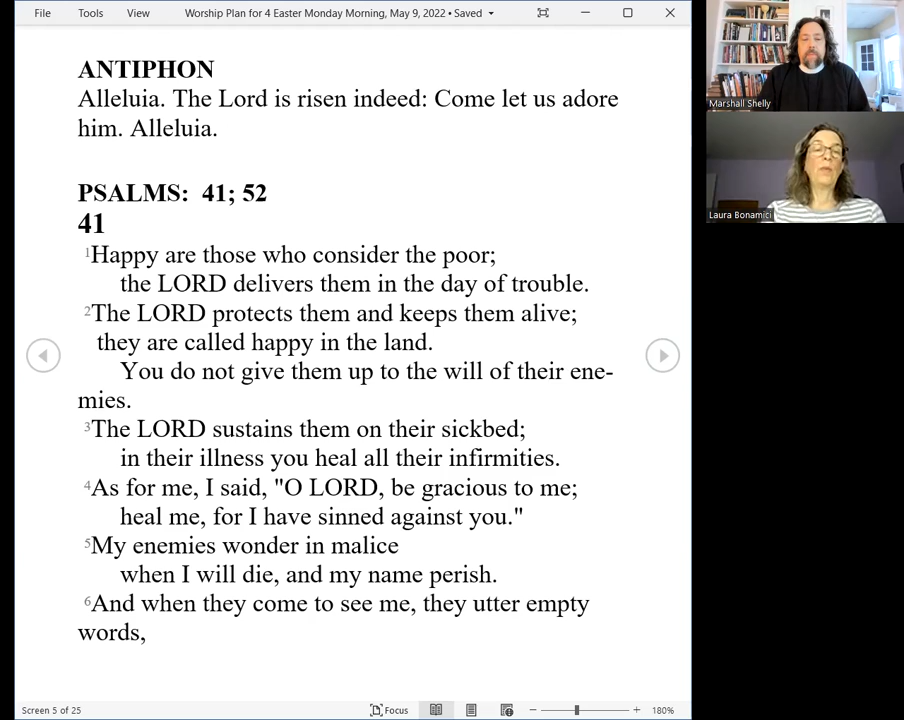 File Tools View Worship Plan for 4 Easter Monday Morning, May 9, 2022 • Saved
ANTIPHON
Alleluia. The Lord is risen indeed: Come let us adore
him. Alleluia.
PSALMS: 41; 52
41
1Happy are those who consider the poor;
the LORD delivers them in the day of trouble.
2The LORD protects them and keeps them alive;
they are called happy in the land.
You do not give them up to the will of their ene-
mies.
3The LORD sustains them on their sickbed;
in their illness you heal all their infirmities.
4As for me, I said, "O LORD, be gracious to me;
heal me, for I have sinned against you."
5My enemies wonder in malice
when I will die, and my name perish.
6And when they come to see me, they utter empty
words,
Screen 5 of 25 Focus 180%
Marshall Shelly
Laura Bonamici